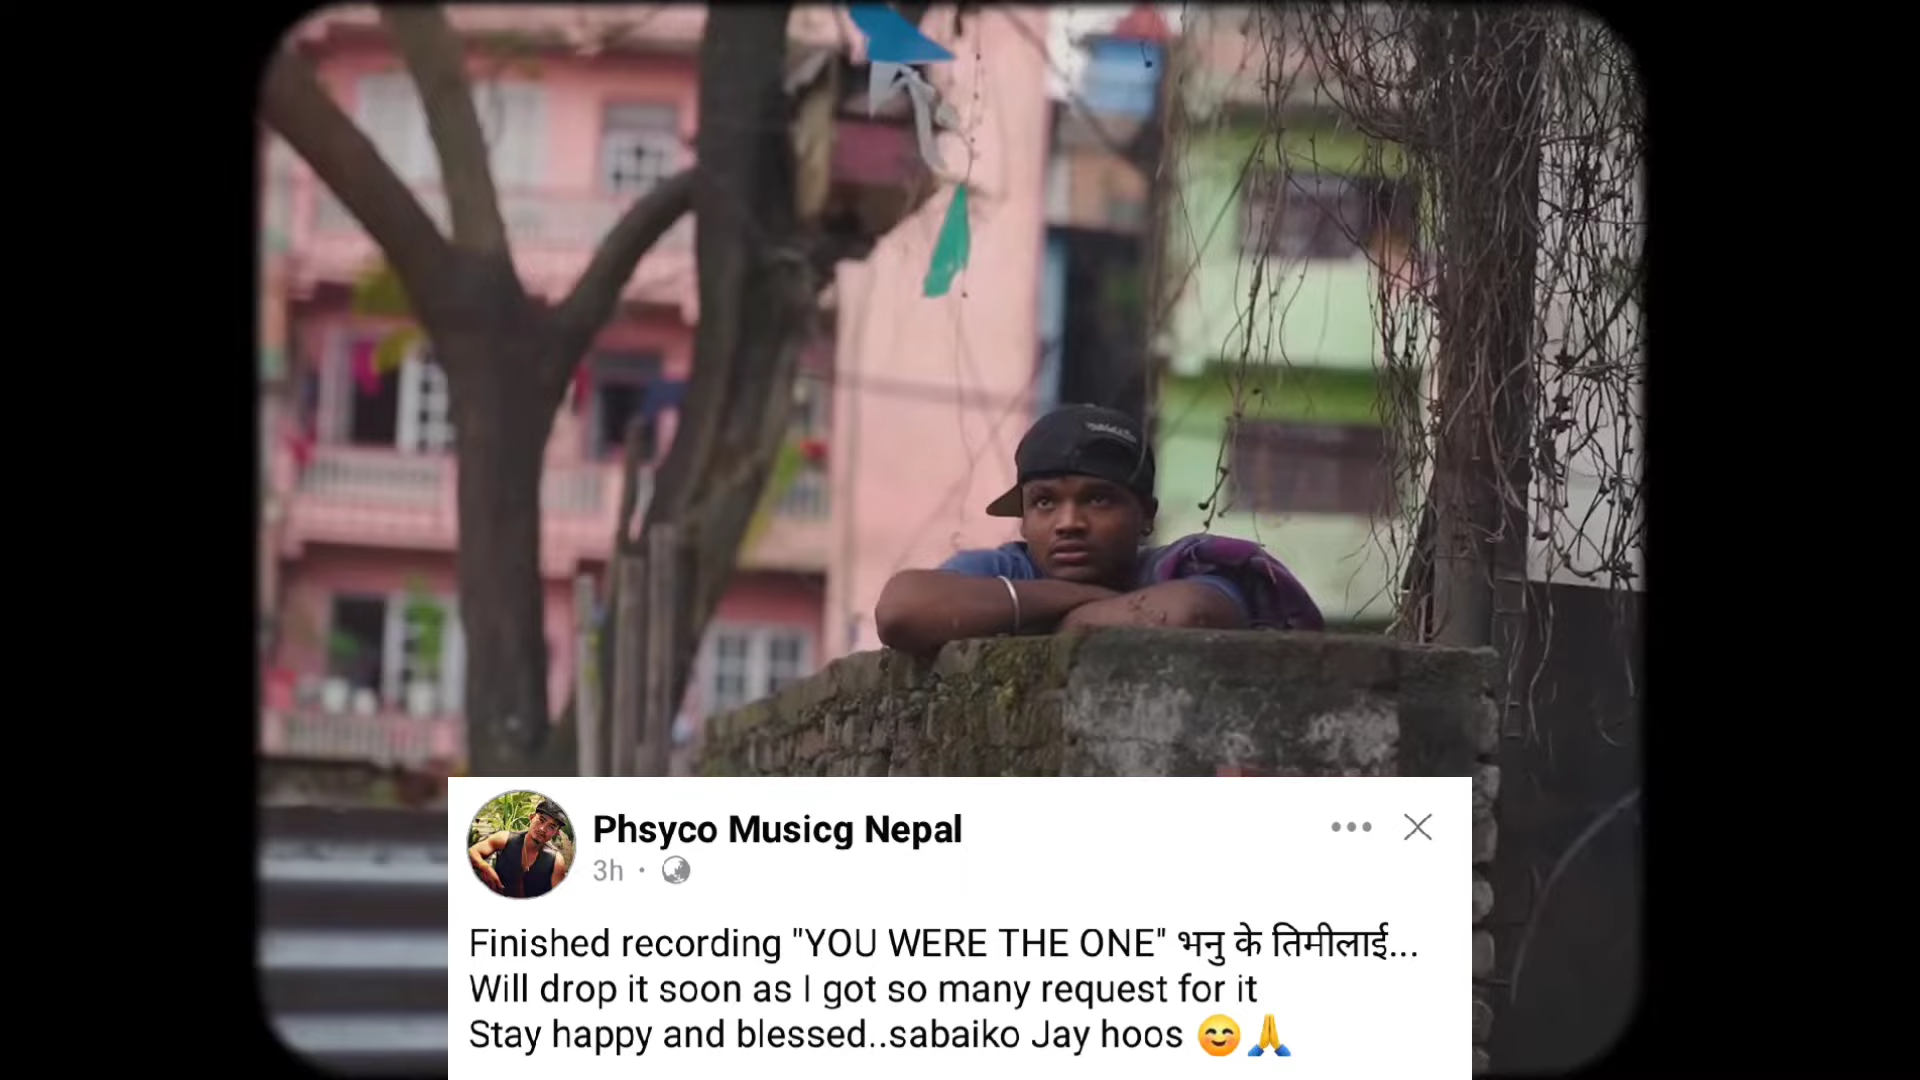 Phsyco Musicg Nepal
3h
Finished recording "YOU WERE THE ONE" भनु के तिमीलाई...
Will drop it soon as I got so many request for it
Stay happy and blessed..sabaiko Jay hoos 😊🙏